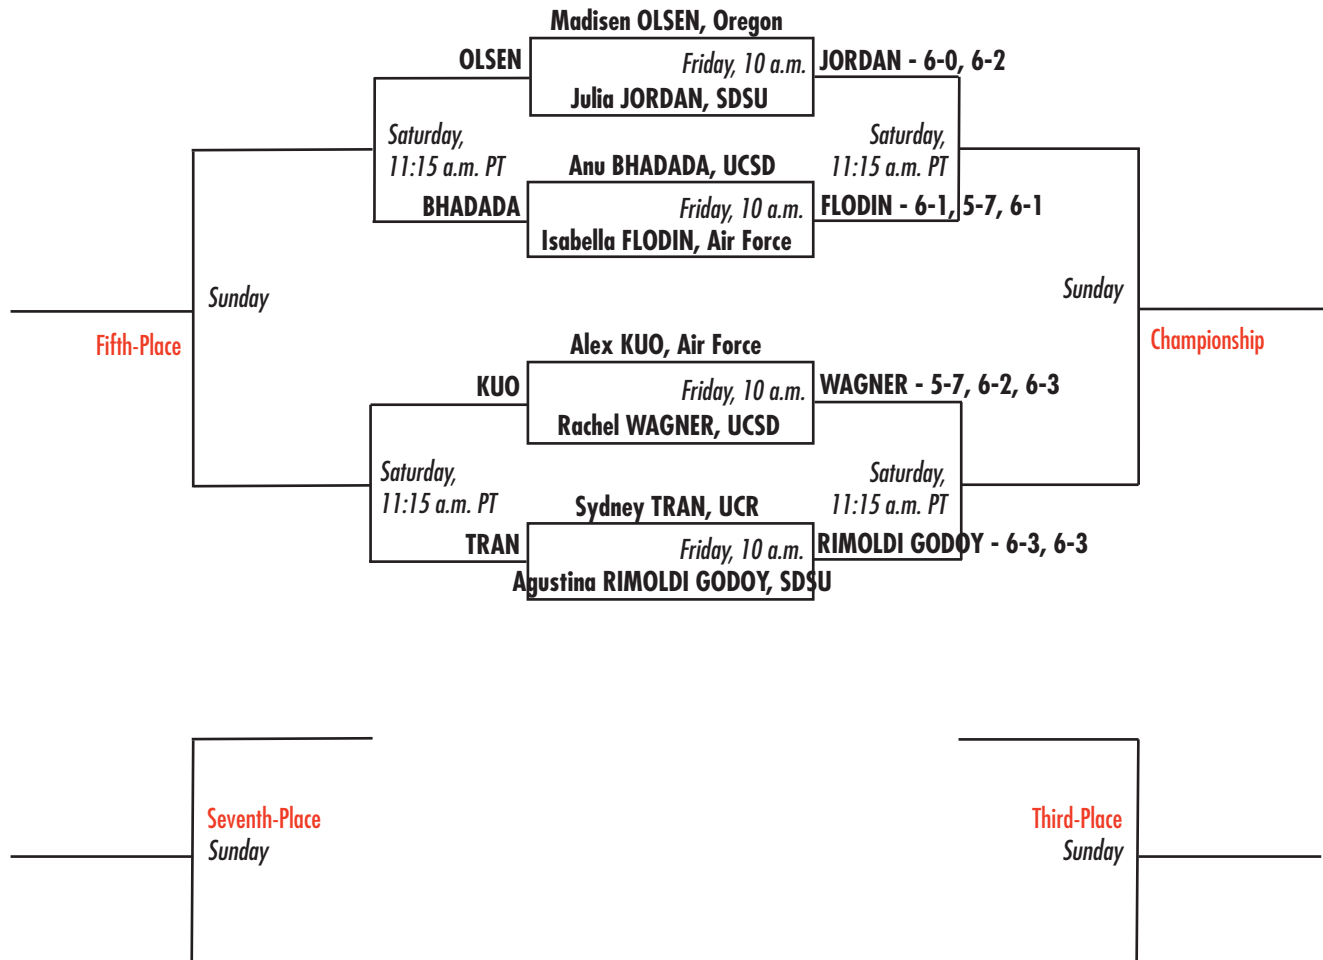 Madisen OLSEN, Oregon
OLSEN
Friday, 10 a.m.
JORDAN - 6-0, 6-2
Julia JORDAN, SDSU
Saturday,
11:15 a.m. PT
Saturday,
11:15 a.m. PT
Anu BHADADA, UCSD
BHADADA
Friday, 10 a.m.
FLODIN - 6-1, 5-7, 6-1
Isabella FLODIN, Air Force
Sunday
Sunday
Fifth-Place
Championship
Alex KUO, Air Force
KUO
Friday, 10 a.m.
WAGNER - 5-7, 6-2, 6-3
Rachel WAGNER, UCSD
Saturday,
11:15 a.m. PT
Saturday,
11:15 a.m. PT
Sydney TRAN, UCR
TRAN
Friday, 10 a.m.
RIMOLDI GODOY - 6-3, 6-3
Agustina RIMOLDI GODOY, SDSU
Seventh-Place
Sunday
Third-Place
Sunday